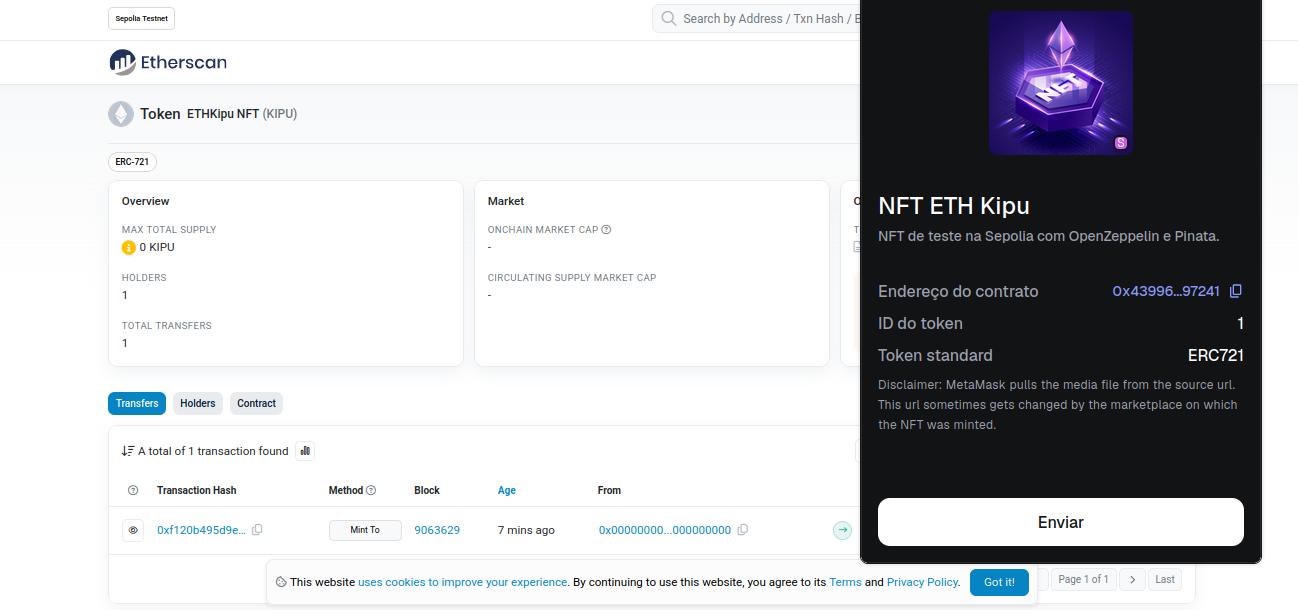 Sepolia Testnet
Search by Address / Txn Hash / B
Etherscan
Token ETHKipu NFT (KIPU)
ERC-721
Overview
MAX TOTAL SUPPLY
0 KIPU
HOLDERS
1
TOTAL TRANSFERS
1
Market
ONCHAIN MARKET CAP
-
CIRCULATING SUPPLY MARKET CAP
-
Transfers Holders Contract
A total of 1 transaction found
Transaction Hash Method Block Age From
0xf120b495d9e... Mint To 9063629 7 mins ago 0x00000000...000000000
This website uses cookies to improve your experience. By continuing to use this website, you agree to its Terms and Privacy Policy. Got it!
Page 1 of 1 Last
NFT
S
NFT ETH Kipu
NFT de teste na Sepolia com OpenZeppelin e Pinata.
Endereço do contrato 0x43996...97241
ID do token 1
Token standard ERC721
Disclaimer: MetaMask pulls the media file from the source url.
This url sometimes gets changed by the marketplace on which
the NFT was minted.
Enviar